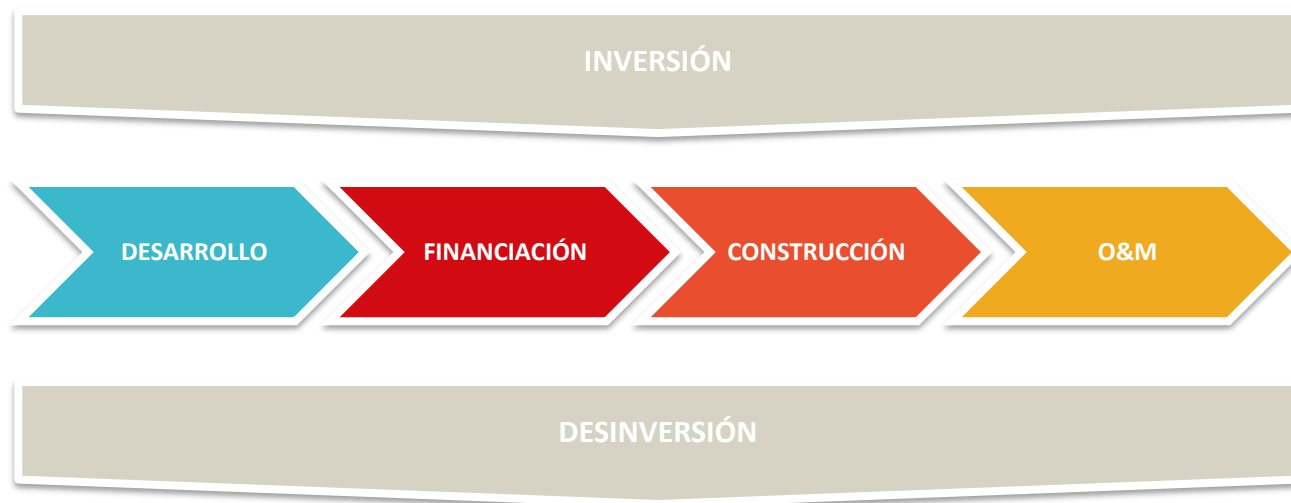 INVERSIÓN
DESARROLLO
FINANCIACIÓN
CONSTRUCCIÓN
O&M
DESINVERSIÓN